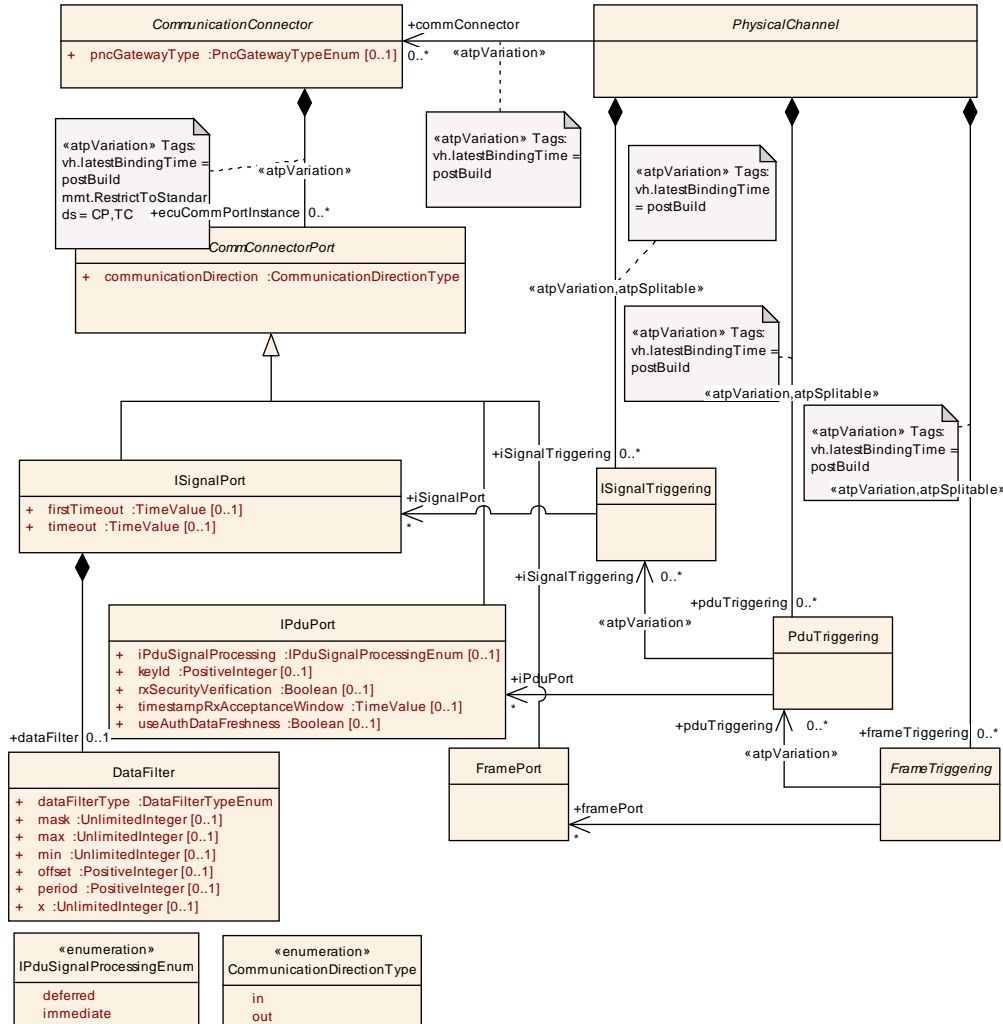 CommunicationConnector
+ pncGatewayType :PncGatewayTypeEnum [0..1]
+commConnector
0..*
«atpVariation»
PhysicalChannel
«atpVariation» Tags:
vh.latestBindingTime =
postBuild
mmt.RestrictToStandar
ds = CP,TC
«atpVariation»
+ecuCommPortInstance 0..*
«atpVariation» Tags:
vh.latestBindingTime =
postBuild
«atpVariation» Tags:
vh.latestBindingTime
= postBuild
CommConnectorPort
+ communicationDirection :CommunicationDirectionType
«atpVariation,atpSplitable»
«atpVariation» Tags:
vh.latestBindingTime =
postBuild
«atpVariation,atpSplitable»
«atpVariation» Tags:
vh.latestBindingTime =
postBuild
«atpVariation,atpSplitable»
+iSignalTriggering 0..*
ISignalPort
+ firstTimeout :TimeValue [0..1]
+ timeout :TimeValue [0..1]
+iSignalPort
*
ISignalTriggering
+iSignalTriggering 0..*
«atpVariation»
+pduTriggering 0..*
IPduPort
+ iPduSignalProcessing :IPduSignalProcessingEnum [0..1]
+ keyId :PositiveInteger [0..1]
+ rxSecurityVerification :Boolean [0..1]
+ timestampRxAcceptanceWindow :TimeValue [0..1]
+ useAuthDataFreshness :Boolean [0..1]
+iPduPort
*
PduTriggering
+pduTriggering 0..*
«atpVariation»
+frameTriggering 0..*
+dataFilter 0..1
DataFilter
+ dataFilterType :DataFilterTypeEnum
+ mask :UnlimitedInteger [0..1]
+ max :UnlimitedInteger [0..1]
+ min :UnlimitedInteger [0..1]
+ offset :PositiveInteger [0..1]
+ period :PositiveInteger [0..1]
+ x :UnlimitedInteger [0..1]
FramePort
+framePort
*
FrameTriggering
«enumeration»
IPduSignalProcessingEnum
deferred
immediate
«enumeration»
CommunicationDirectionType
in
out